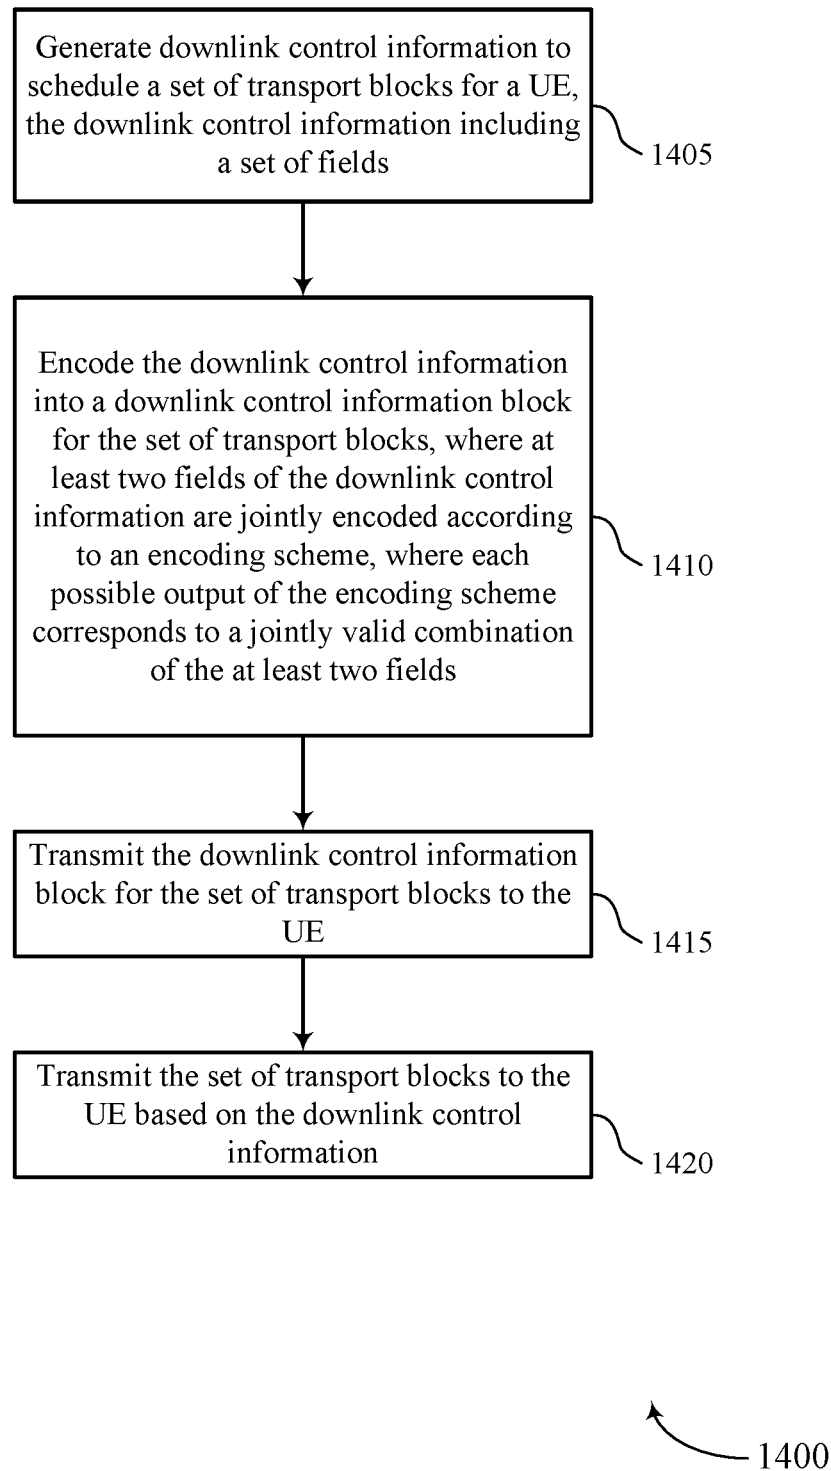 Generate downlink control information to
schedule a set of transport blocks for a UE,
the downlink control information including
a set of fields
1405
Encode the downlink control information
into a downlink control information block
for the set of transport blocks, where at
least two fields of the downlink control
information are jointly encoded according
to an encoding scheme, where each
possible output of the encoding scheme
corresponds to a jointly valid combination
of the at least two fields
1410
Transmit the downlink control information
block for the set of transport blocks to the
UE
1415
Transmit the set of transport blocks to the
UE based on the downlink control
information
1420
1400